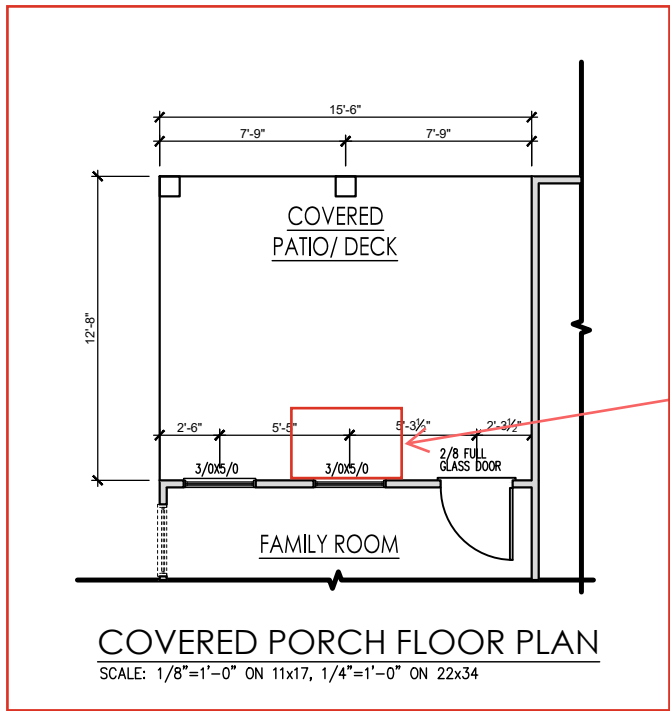 15'-6"
7'-9" 7'-9"
COVERED
PATIO/ DECK
12'-8"
2'-6" 5'-5" 5'-3½" 2'-3½"
3/0X5/0 3/0X5/0 2/8 FULL
GLASS DOOR
FAMILY ROOM
COVERED PORCH FLOOR PLAN
SCALE: 1/8"=1'-0" ON 11x17, 1/4"=1'-0" ON 22x34